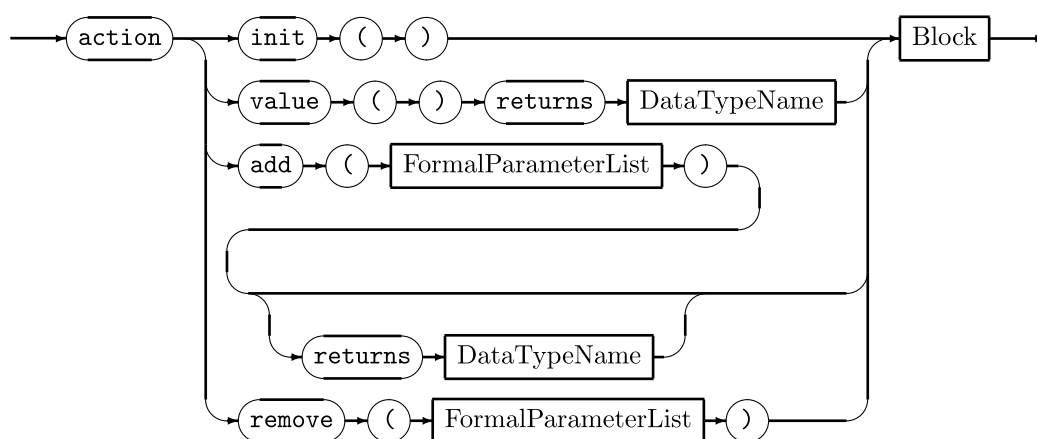 action init ( ) Block
value ( ) returns DataTypeName
add ( FormalParameterList )
returns DataTypeName
remove ( FormalParameterList )